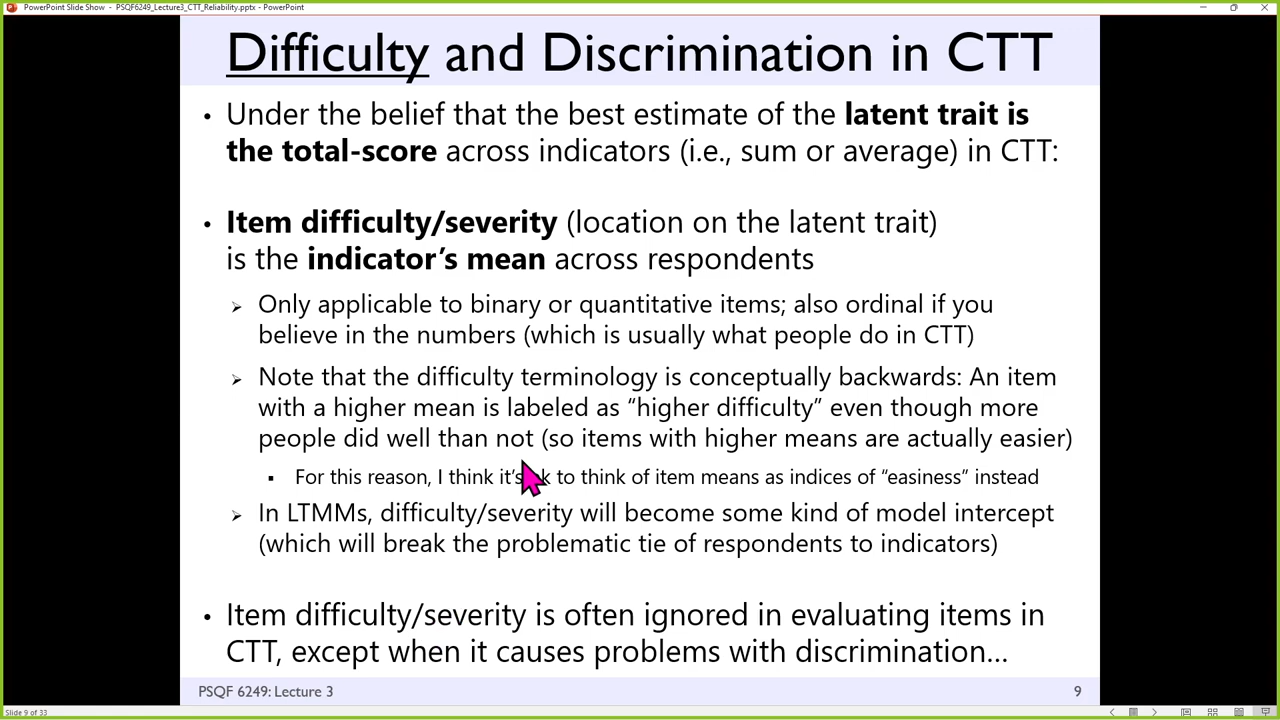 PowerPoint Slide Show - PSQF6249_Lecture3_CTT_Reliability.pptx - PowerPoint
Difficulty and Discrimination in CTT
• Under the belief that the best estimate of the latent trait is
the total-score across indicators (i.e., sum or average) in CTT:
• Item difficulty/severity (location on the latent trait)
is the indicator’s mean across respondents
➢ Only applicable to binary or quantitative items; also ordinal if you
believe in the numbers (which is usually what people do in CTT)
➢ Note that the difficulty terminology is conceptually backwards: An item
with a higher mean is labeled as “higher difficulty” even though more
people did well than not (so items with higher means are actually easier)
▪ For this reason, I think it’s ok to think of item means as indices of “easiness” instead
➢ In LTMMs, difficulty/severity will become some kind of model intercept
(which will break the problematic tie of respondents to indicators)
• Item difficulty/severity is often ignored in evaluating items in
CTT, except when it causes problems with discrimination…
PSQF 6249: Lecture 3
9
Slide 9 of 33